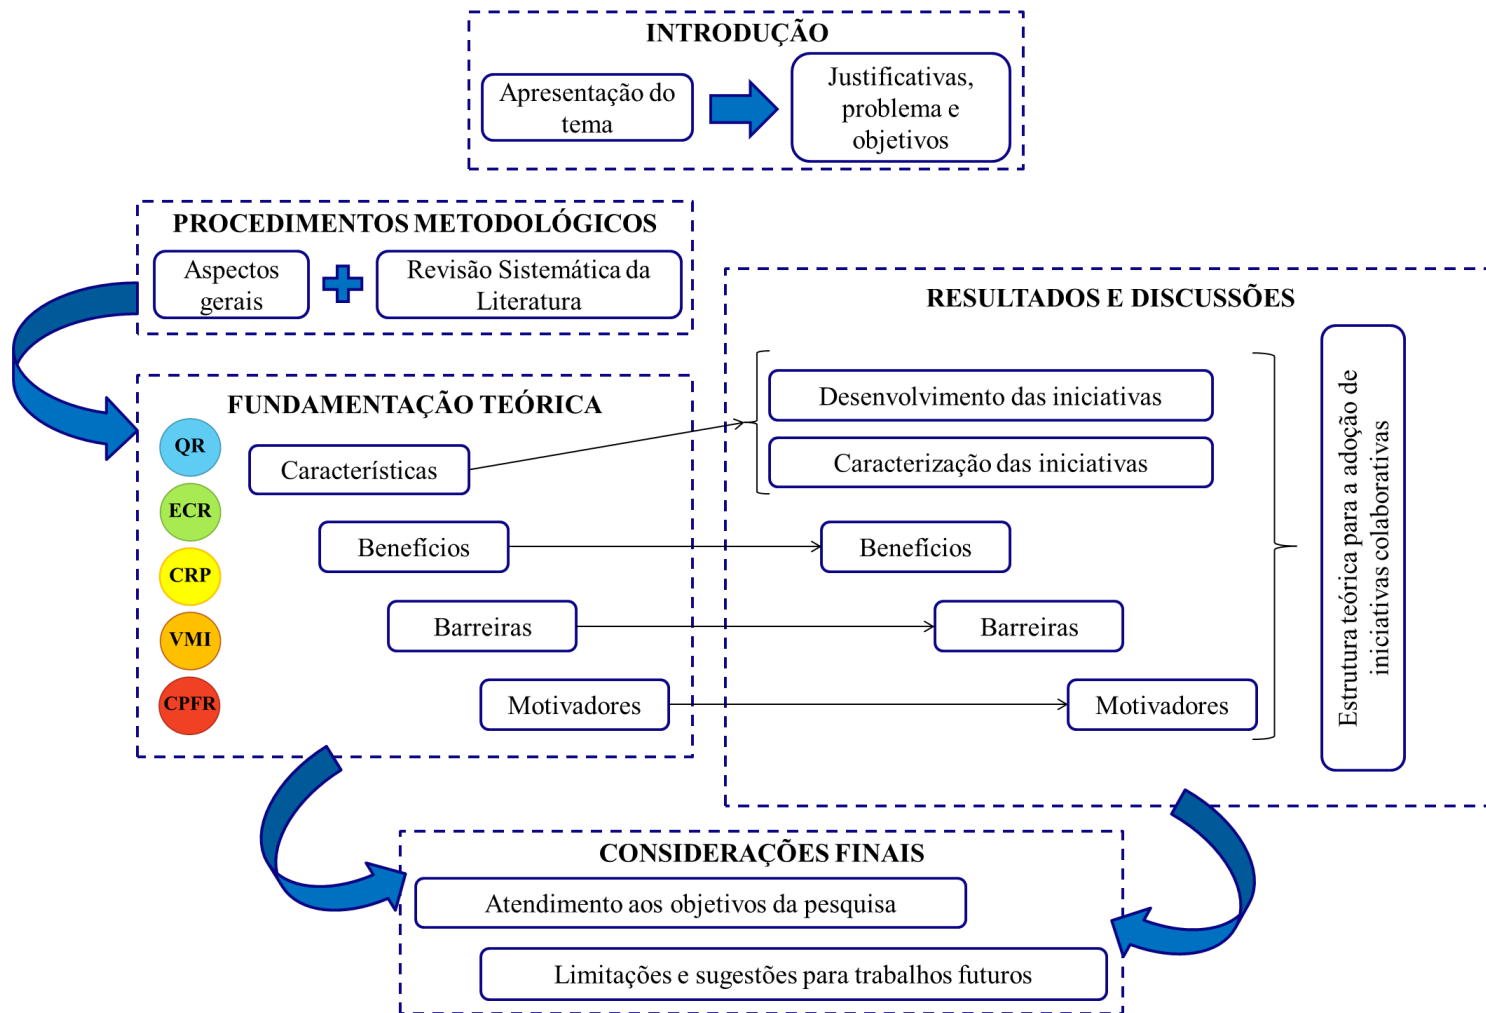 INTRODUÇÃO
Apresentação do
tema
Justificativas,
problema e
objetivos
PROCEDIMENTOS METODOLÓGICOS
Aspectos
gerais
Revisão Sistemática da
Literatura
FUNDAMENTAÇÃO TEÓRICA
QR
ECR
CRP
VMI
CPFR
Características
Benefícios
Barreiras
Motivadores
RESULTADOS E DISCUSSÕES
Desenvolvimento das iniciativas
Caracterização das iniciativas
Benefícios
Barreiras
Motivadores
Estrutura teórica para a adoção de
iniciativas colaborativas
CONSIDERAÇÕES FINAIS
Atendimento aos objetivos da pesquisa
Limitações e sugestões para trabalhos futuros